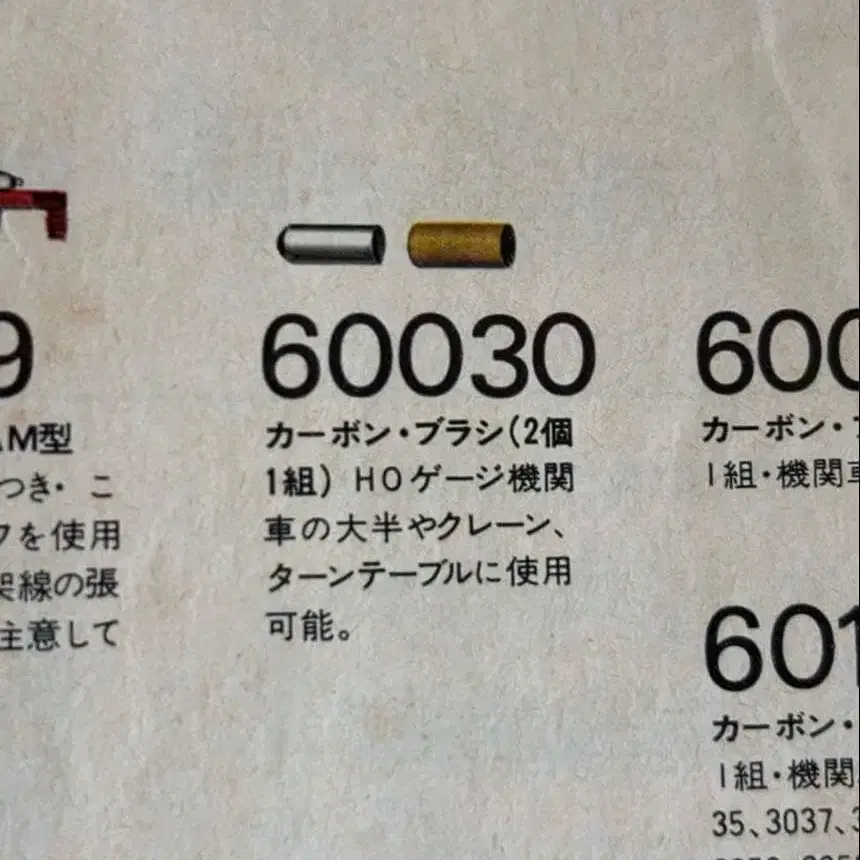 9
M型
つき・こ
を使用
架線の張
注意して
60030
カーボン・ブラシ(2個
1組) HOゲージ機関
車の大半やクレーン、
ターンテーブルに使用
可能。
600
カーボン・
1組・機関車
601
カーボン・
1組・機関
35、3037、3